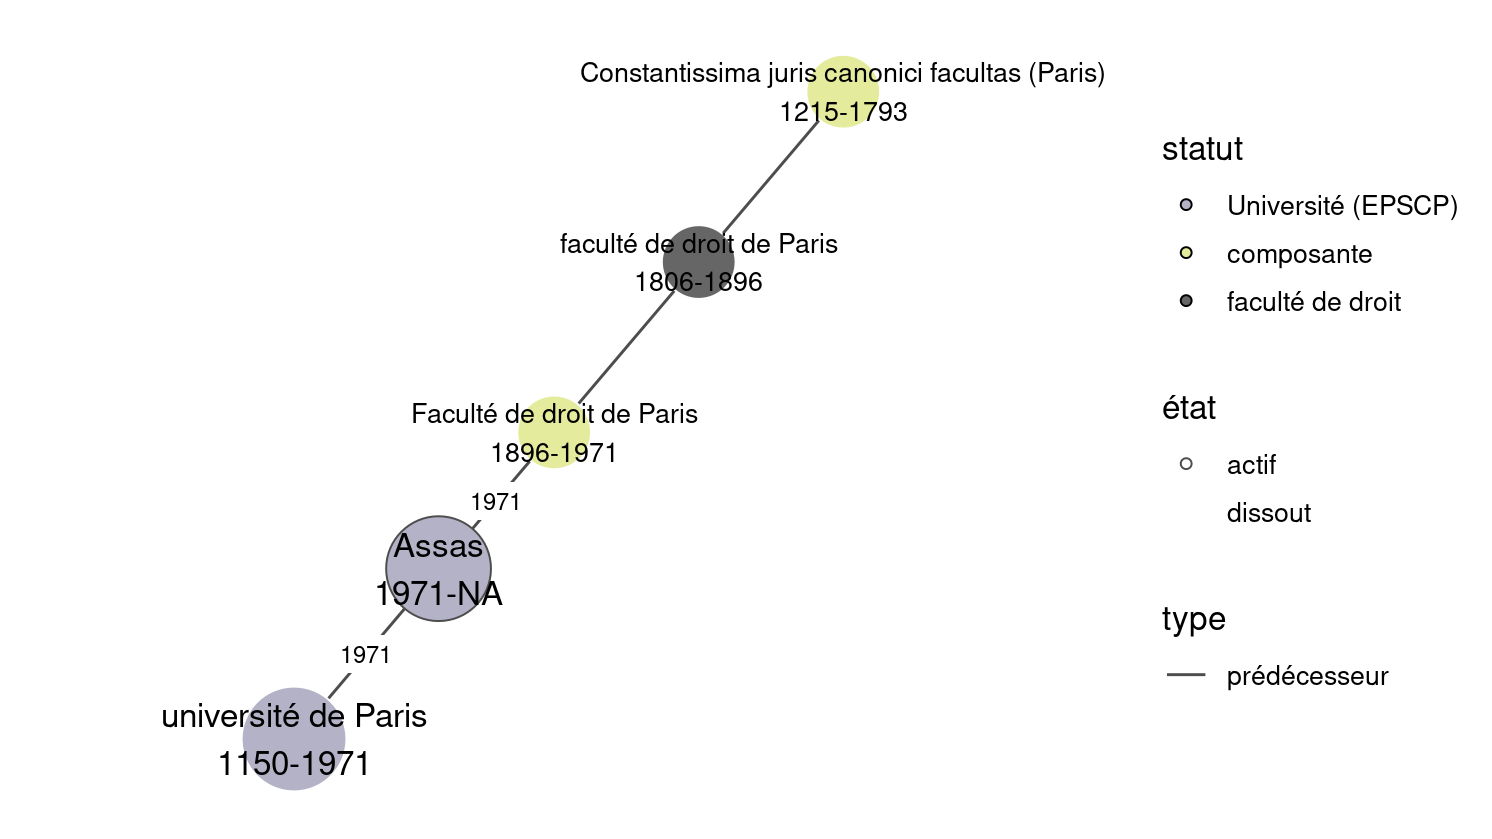 Constantissima juris canonici facultas (Paris)
1215-1793
faculté de droit de Paris
1806-1896
Faculté de droit de Paris
1896-1971
1971
Assas
1971-NA
1971
université de Paris
1150-1971
statut
Université (EPSCP)
composante
faculté de droit
état
actif
dissout
type
prédécesseur